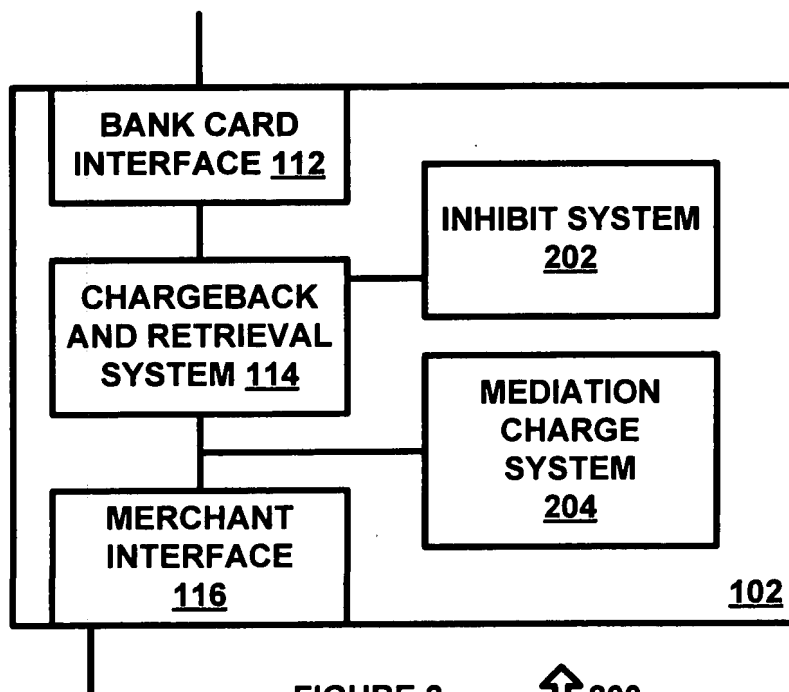 BANK CARD
INTERFACE 112
INHIBIT SYSTEM
202
CHARGEBACK
AND RETRIEVAL
SYSTEM 114
MEDIATION
CHARGE
SYSTEM
204
MERCHANT
INTERFACE
116
102